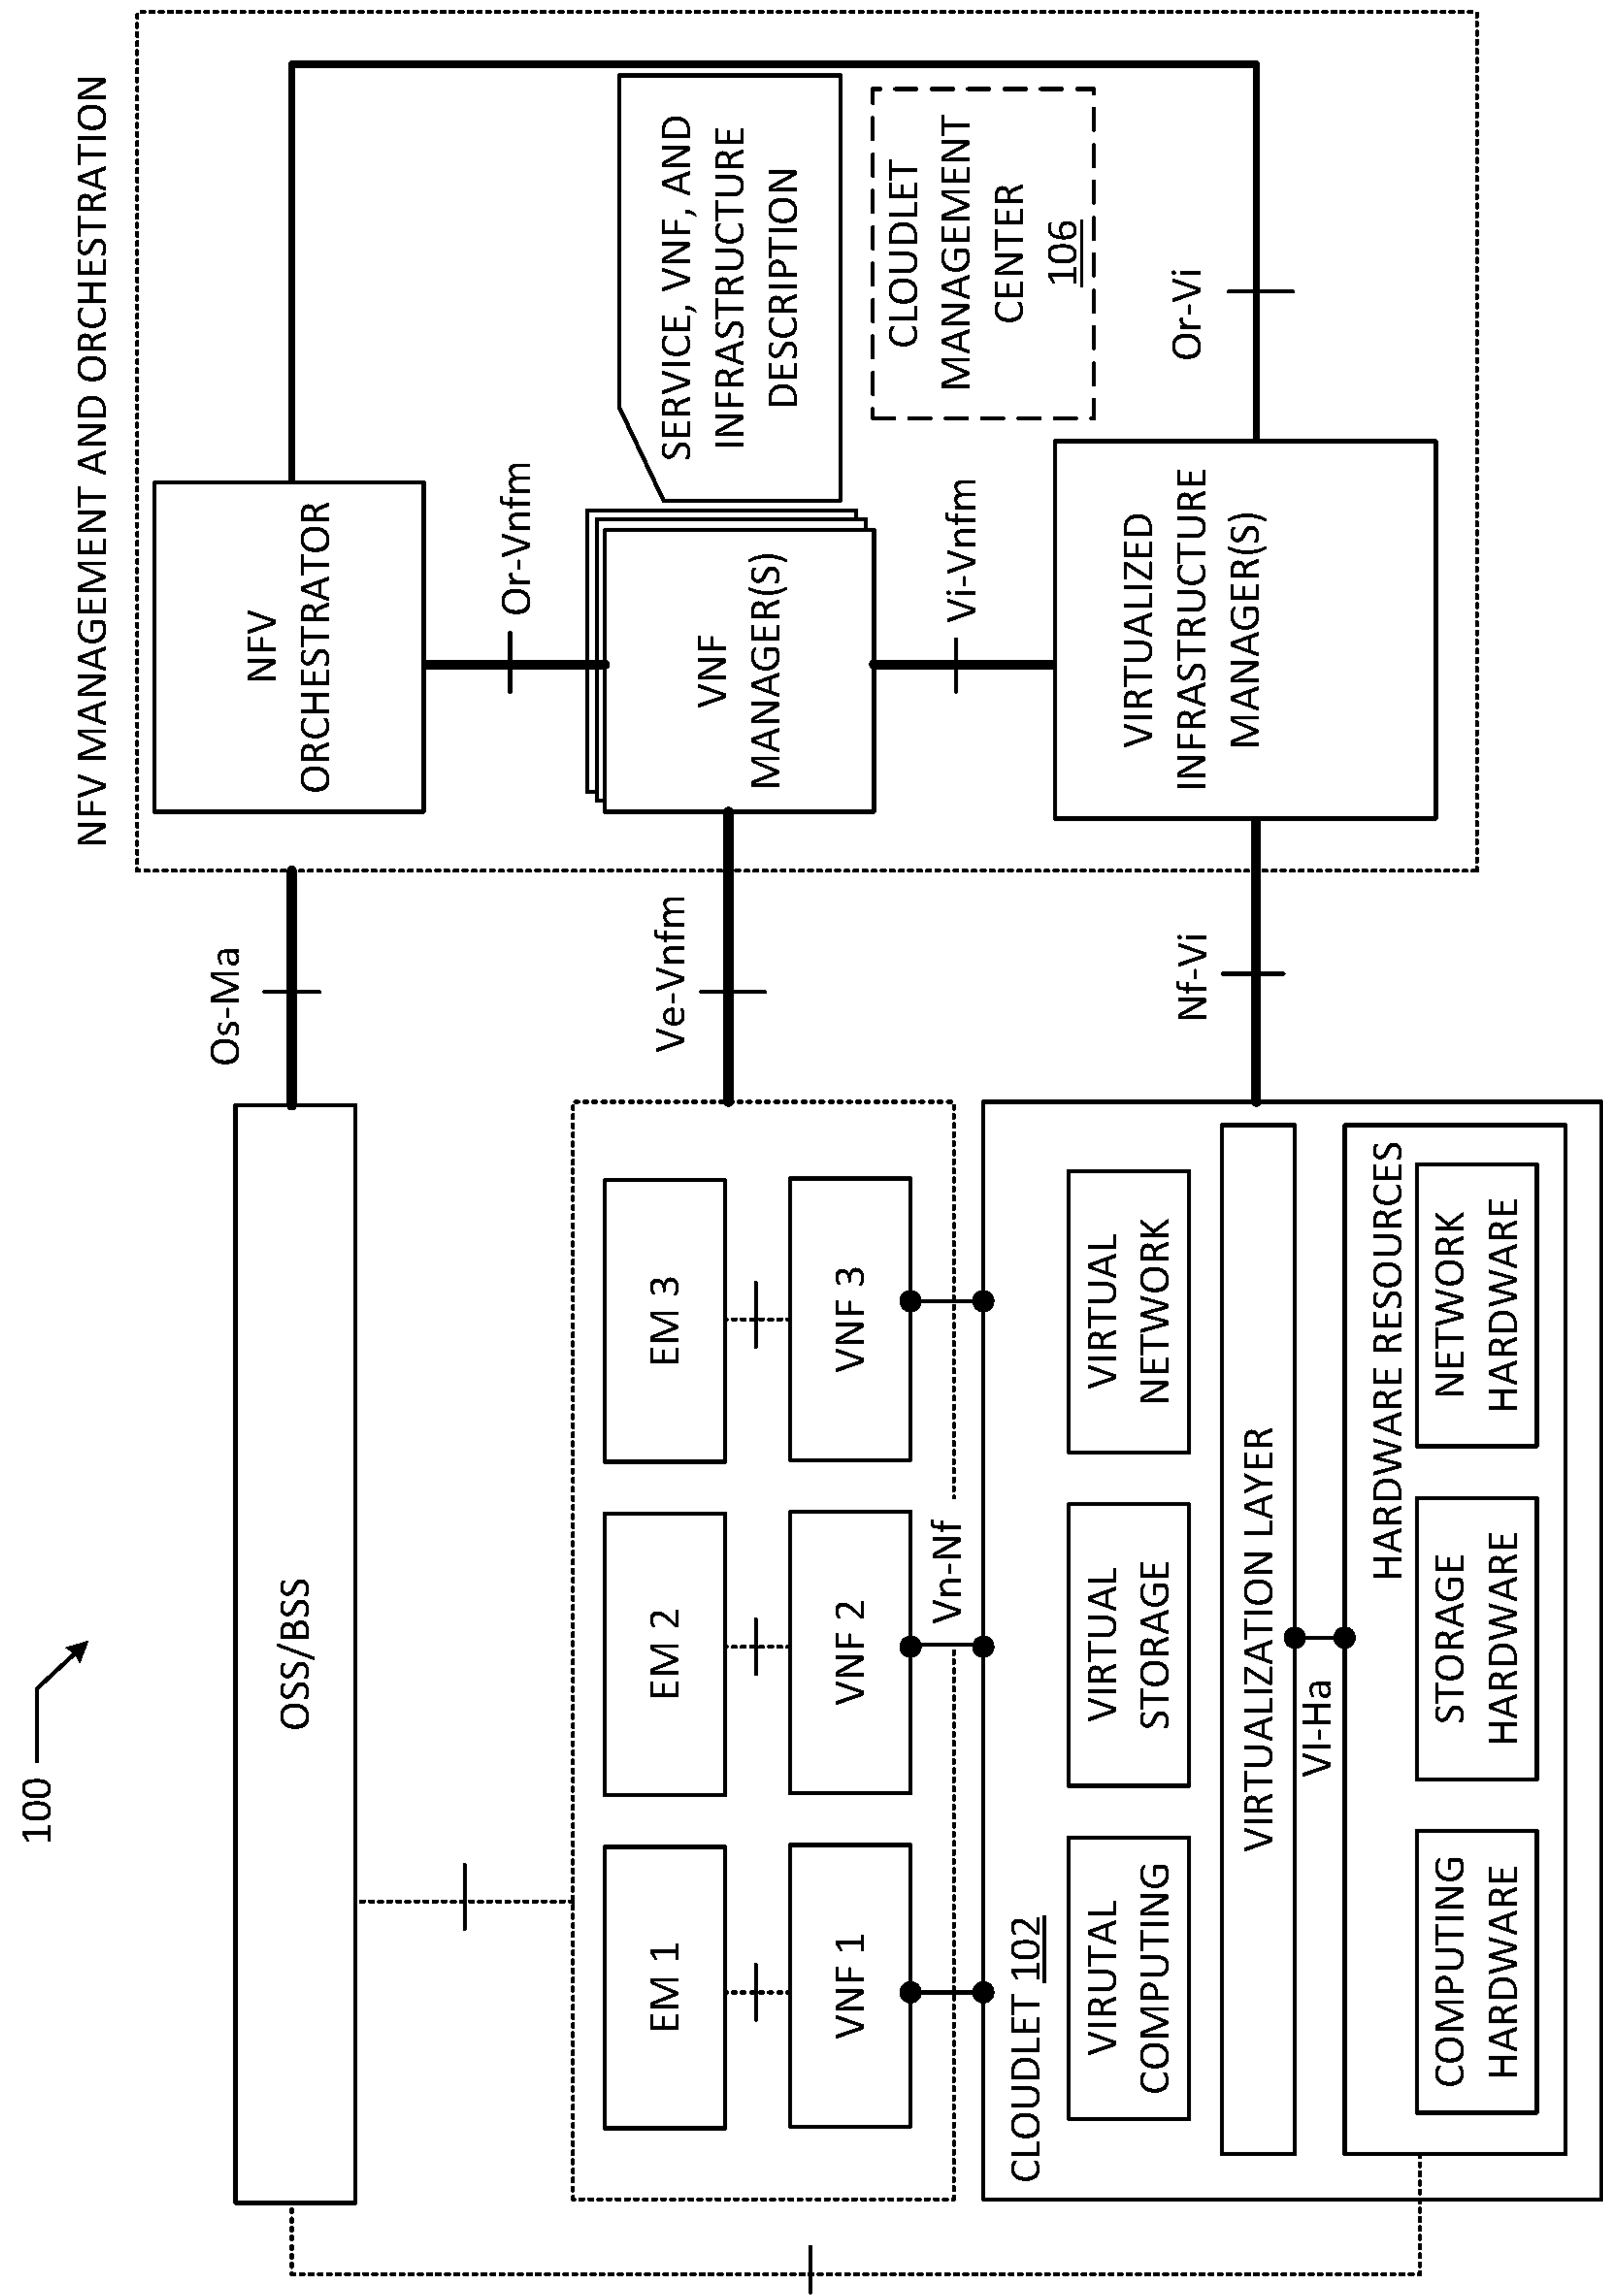 100
NFV MANAGEMENT AND ORCHESTRATION
OSS/BSS
Os-Ma
NFV
ORCHESTRATOR
Or-Vnfm
EM 1
EM 2
EM 3
VNF 1
VNF 2
VNF 3
Ve-Vnfm
VNF
MANAGER(S)
SERVICE, VNF, AND
INFRASTRUCTURE
DESCRIPTION
Vn-Nf
Vi-Vnfm
CLOUDLET
MANAGEMENT
CENTER
106
CLOUDLET 102
VIRUTAL
COMPUTING
VIRTUAL
STORAGE
VIRTUAL
NETWORK
Nf-Vi
VIRTUALIZED
INFRASTRUCTURE
MANAGER(S)
Or-Vi
VIRTUALIZATION LAYER
VI-Ha
HARDWARE RESOURCES
COMPUTING
HARDWARE
STORAGE
HARDWARE
NETWORK
HARDWARE